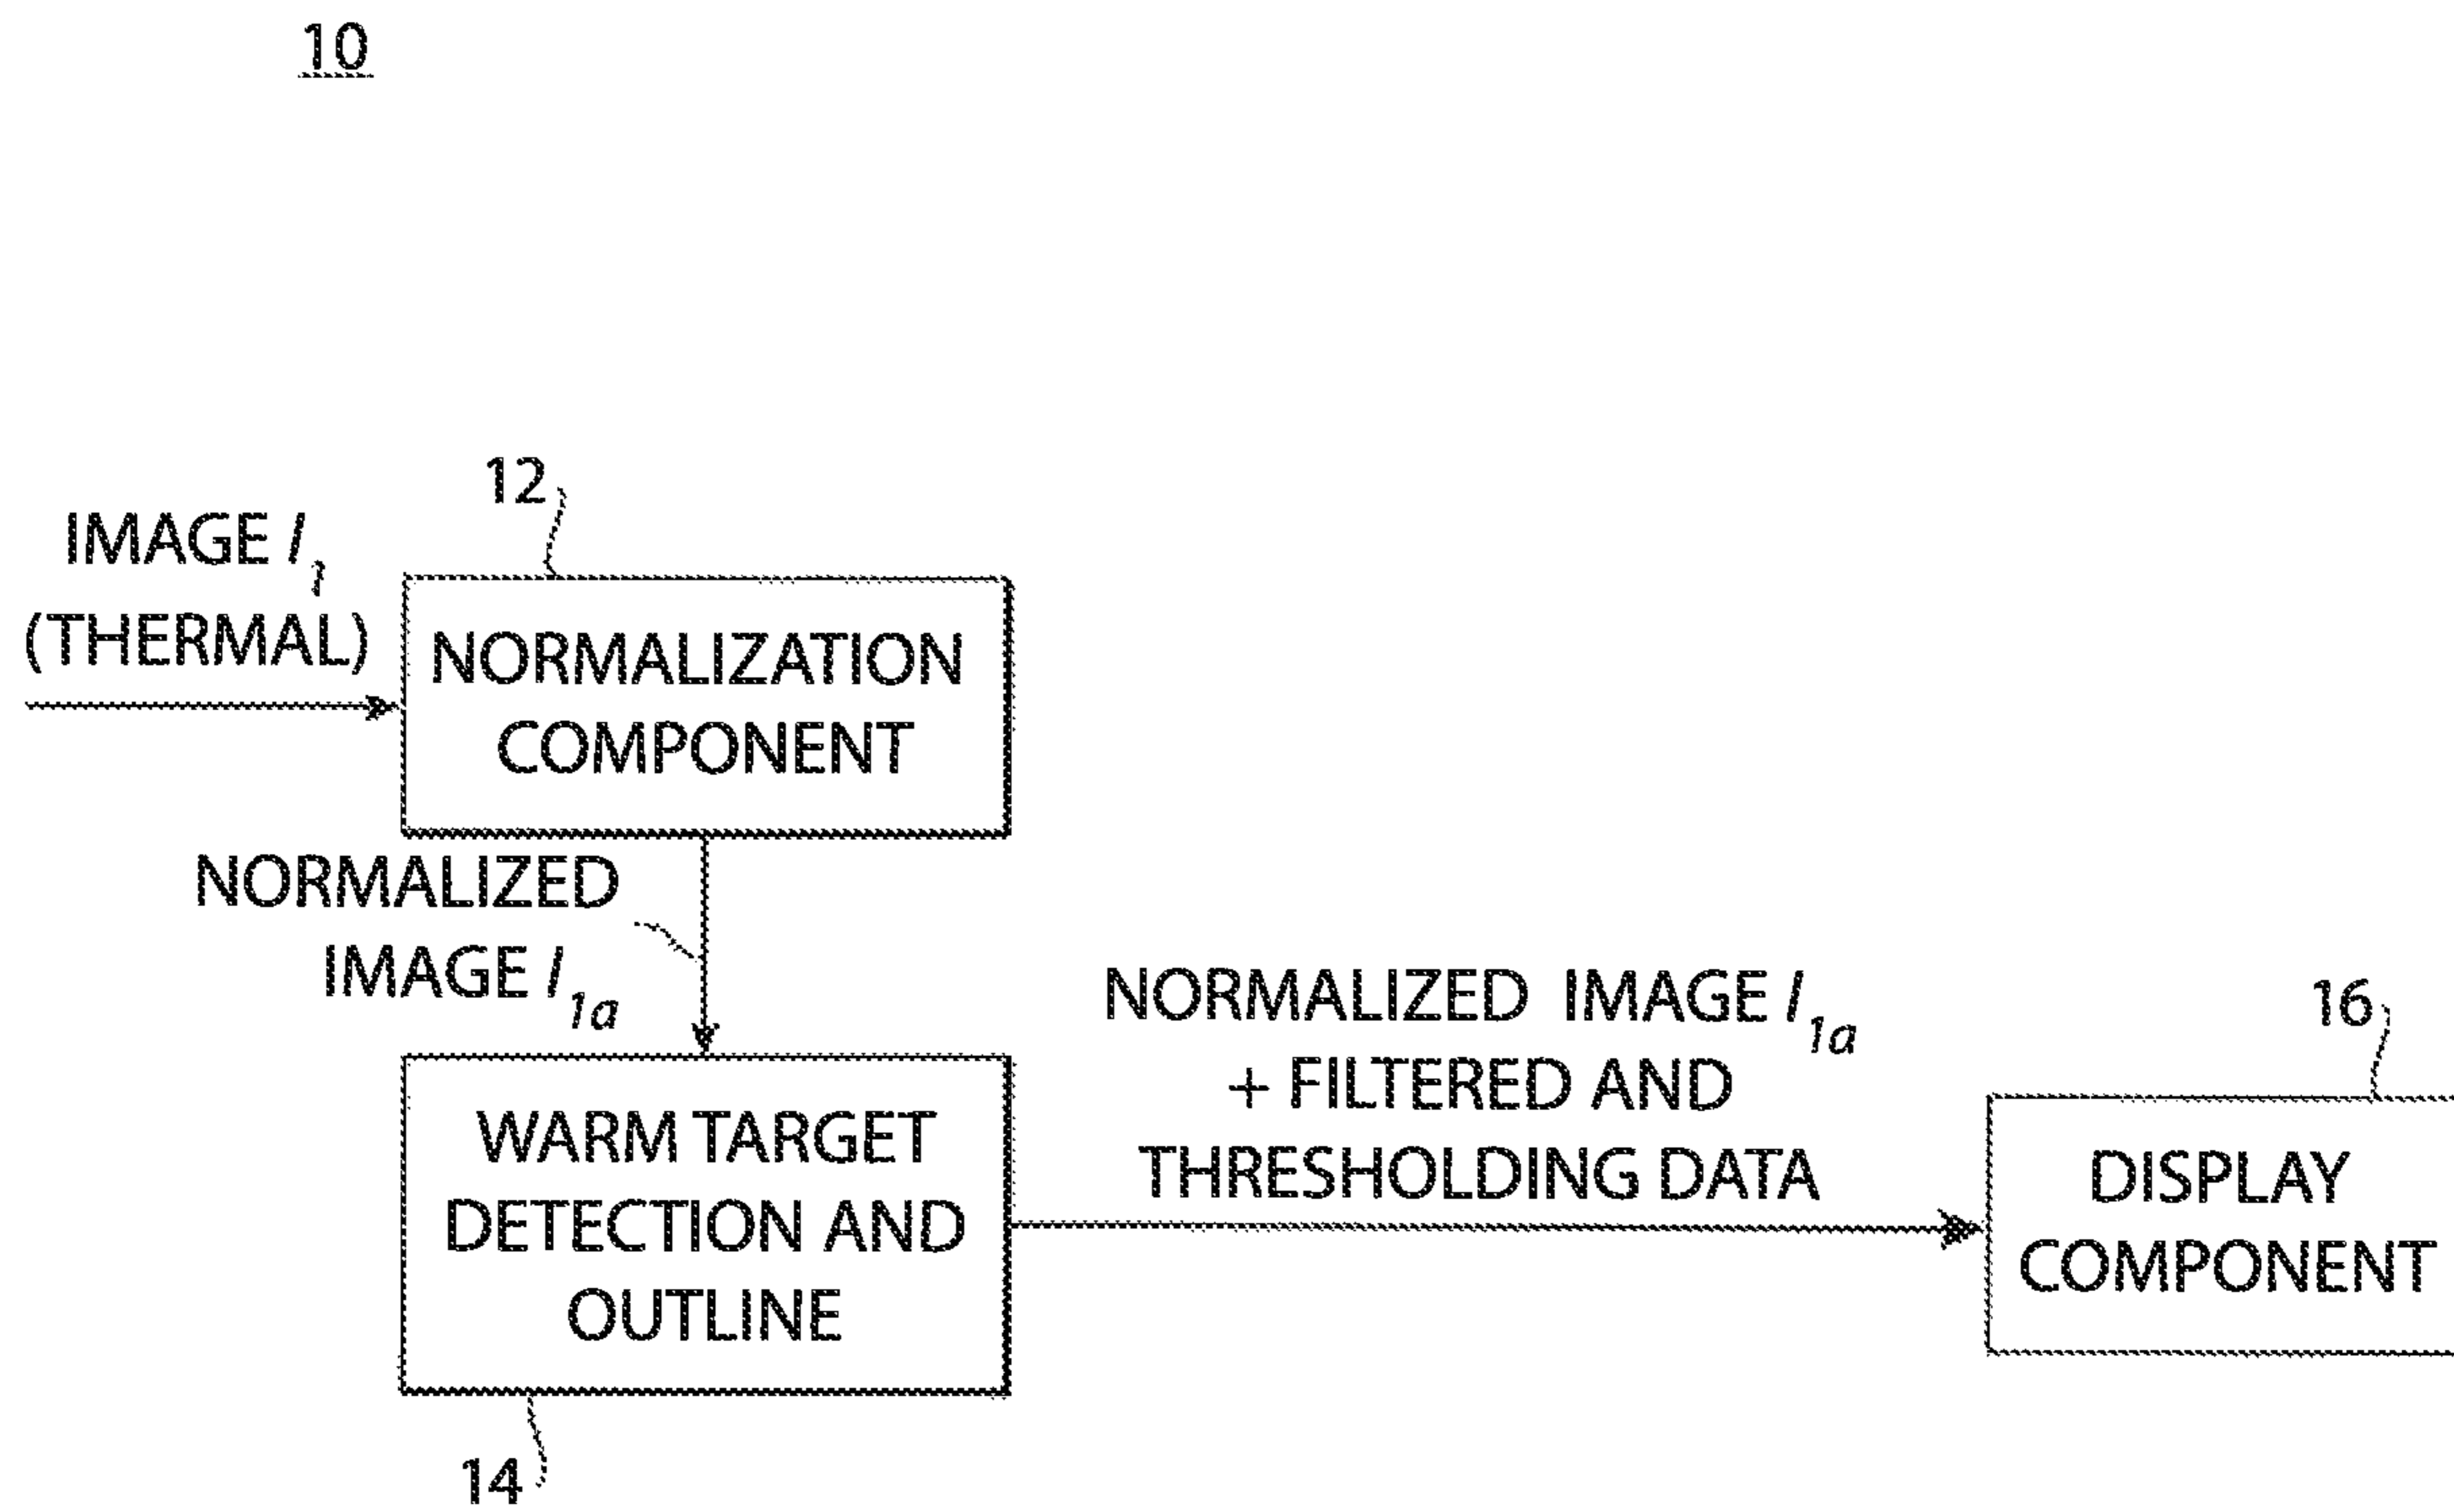 10
12
IMAGE I1
(THERMAL)
NORMALIZATION
COMPONENT
NORMALIZED
IMAGE I1a
NORMALIZED IMAGE I1a
+ FILTERED AND
THRESHOLDING DATA
16
WARM TARGET
DETECTION AND
OUTLINE
DISPLAY
COMPONENT
14